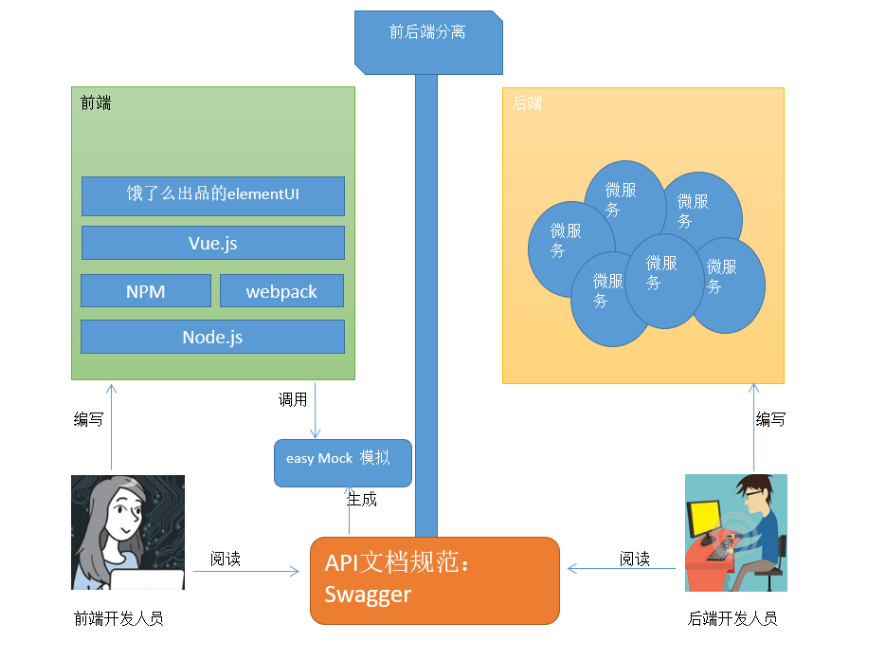 前后端分离
前端
饿了么出品的elementUI
Vue.js
NPM
webpack
Node.js
后端
微服
务
微服
务
微服
务
微服
务
微服
务
微服
务
编写
调用
easy Mock 模拟
生成
编写
阅读
API文档规范：
Swagger
阅读
前端开发人员
后端开发人员